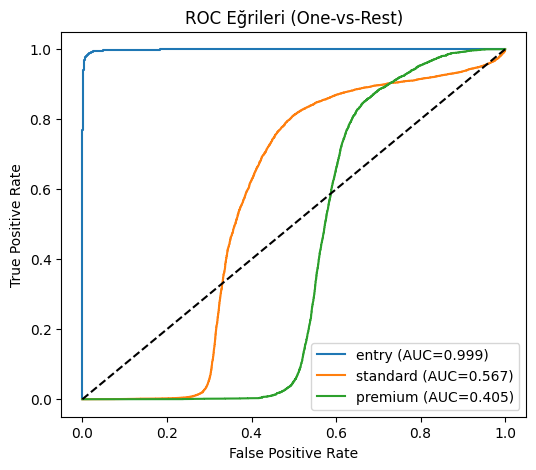 ROC Eğrileri (One-vs-Rest)
True Positive Rate
1.0
0.8
0.6
0.4
0.2
0.0
entry (AUC=0.999)
standard (AUC=0.567)
premium (AUC=0.405)
0.0 0.2 0.4 0.6 0.8 1.0
False Positive Rate